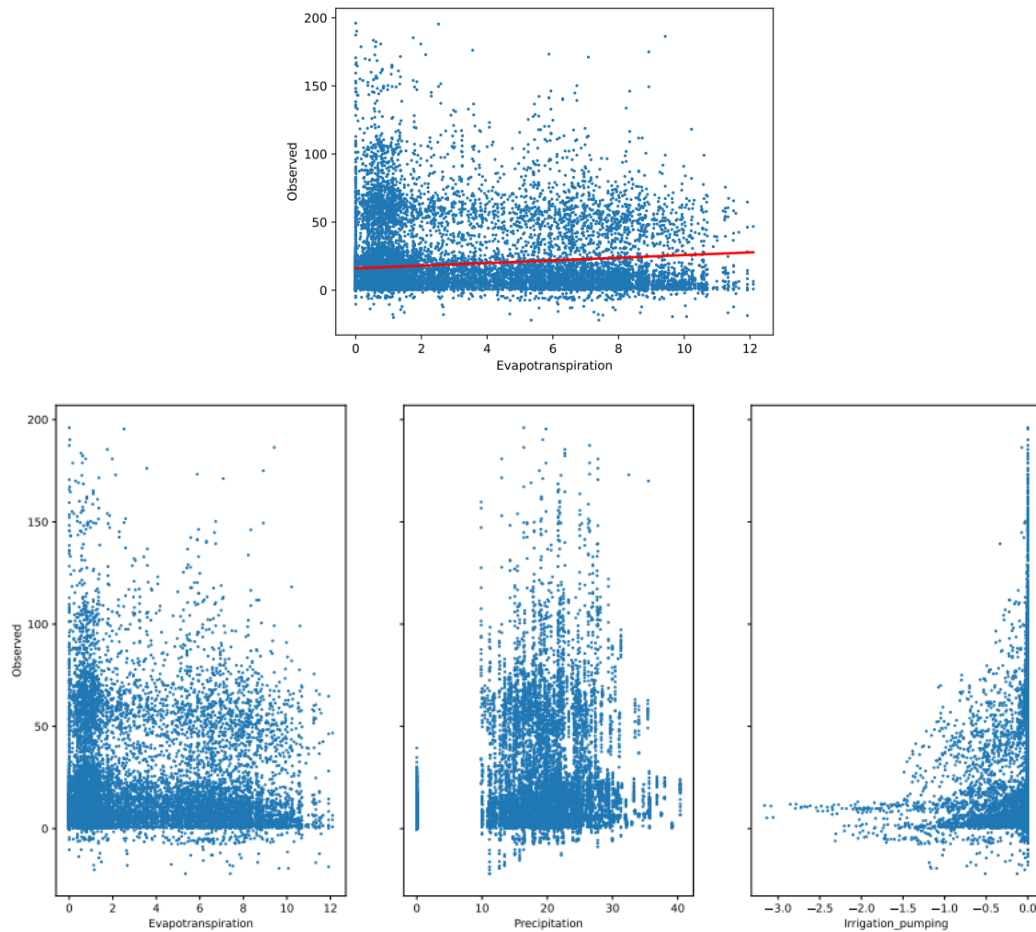 200
150
100
50
0
Observed
0 2 4 6 8 10 12
Evapotranspiration
200
150
100
50
0
Observed
0 2 4 6 8 10 12
Evapotranspiration
0 10 20 30 40
Precipitation
−3.0 −2.5 −2.0 −1.5 −1.0 −0.5 0.0
Irrigation_pumping